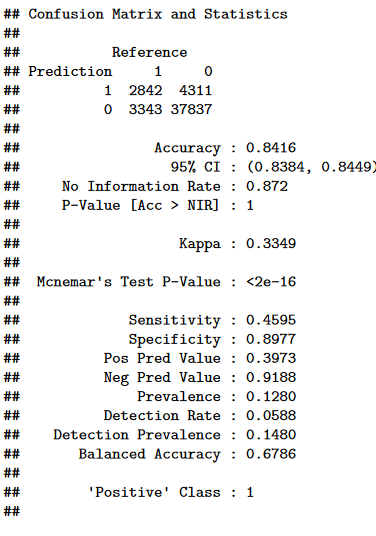 ## Confusion Matrix and Statistics
##
##           Reference
## Prediction     1     0
##          1  2842  4311
##          0  3343 37837
##
##                Accuracy : 0.8416
##                  95% CI : (0.8384, 0.8449)
##     No Information Rate : 0.872
##     P-Value [Acc > NIR] : 1
##
##                   Kappa : 0.3349
##
##  Mcnemar's Test P-Value : <2e-16
##
##             Sensitivity : 0.4595
##             Specificity : 0.8977
##          Pos Pred Value : 0.3973
##          Neg Pred Value : 0.9188
##              Prevalence : 0.1280
##          Detection Rate : 0.0588
##    Detection Prevalence : 0.1480
##       Balanced Accuracy : 0.6786
##
##        'Positive' Class : 1
##